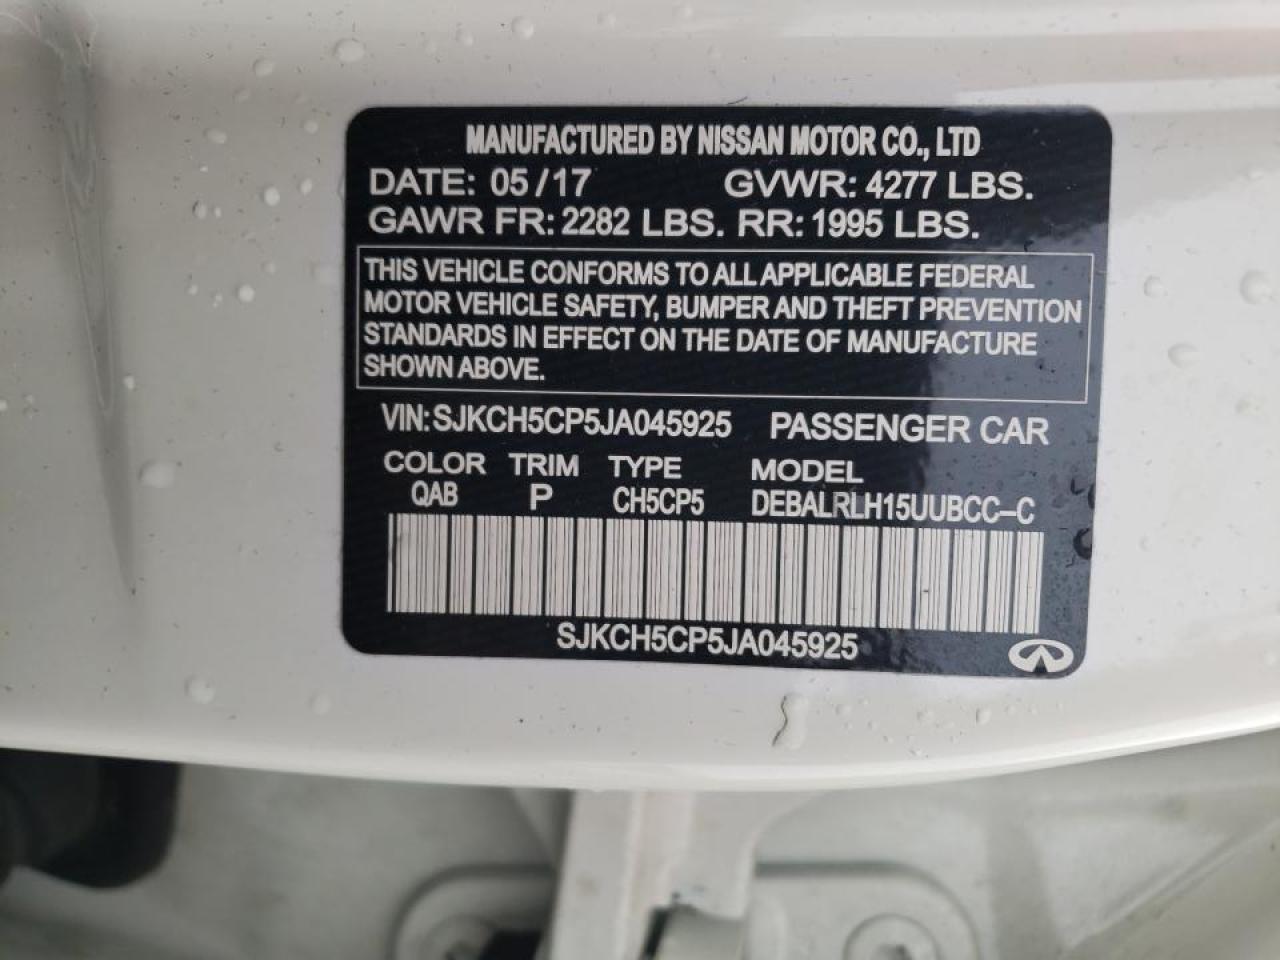 MANUFACTURED BY NISSAN MOTOR CO., LTD
DATE: 05/17 GVWR: 4277 LBS.
GAWR FR: 2282 LBS. RR: 1995 LBS.
THIS VEHICLE CONFORMS TO ALL APPLICABLE FEDERAL
MOTOR VEHICLE SAFETY, BUMPER AND THEFT PREVENTION
STANDARDS IN EFFECT ON THE DATE OF MANUFACTURE
SHOWN ABOVE.
VIN: SJKCH5CP5JA045925 PASSENGER CAR
COLOR TRIM TYPE MODEL
QAB P CH5CP5 DEBALRLH15UUBCC–C
SJKCH5CP5JA045925